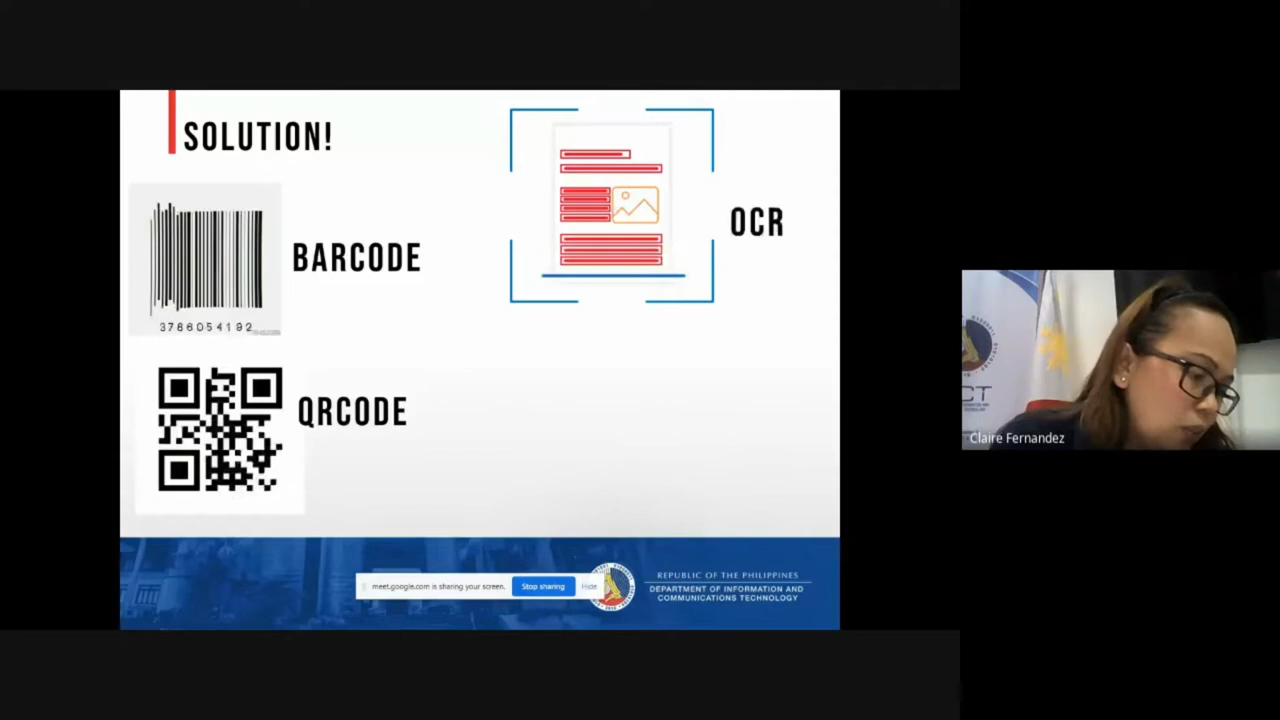 SOLUTION!
BARCODE
3786054192
QRCODE
OCR
meet.google.com is sharing your screen.
Stop sharing
Hide
REPUBLIC OF THE PHILIPPINES
DEPARTMENT OF INFORMATION AND
COMMUNICATIONS TECHNOLOGY
CT
Claire Fernandez